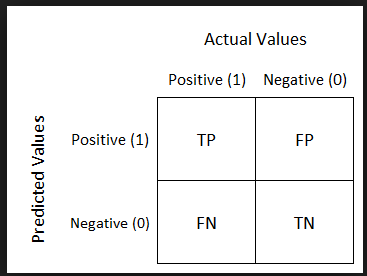 Actual Values
Positive (1) Negative (0)
Predicted Values
Positive (1) TP FP
Negative (0) FN TN